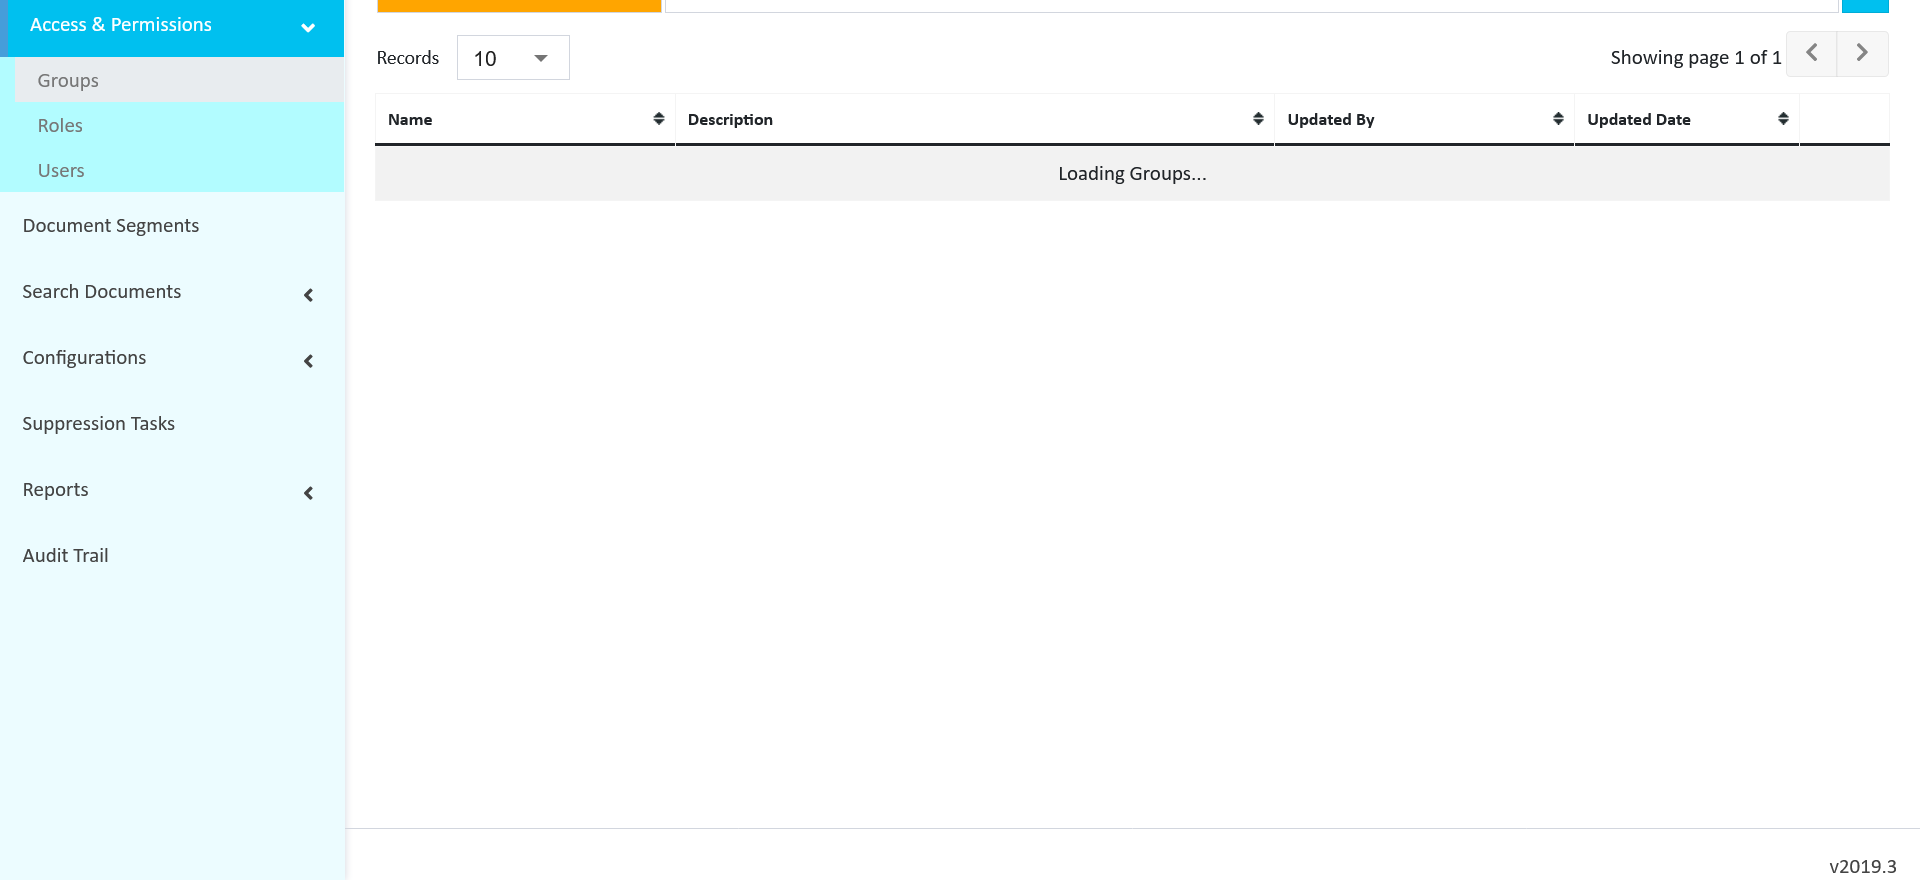 Access & Permissions
Groups
Roles
Users
Document Segments
Search Documents
Configurations
Suppression Tasks
Reports
Audit Trail
Records 10 Showing page 1 of 1
Name Description Updated By Updated Date
Loading Groups...
v2019.3